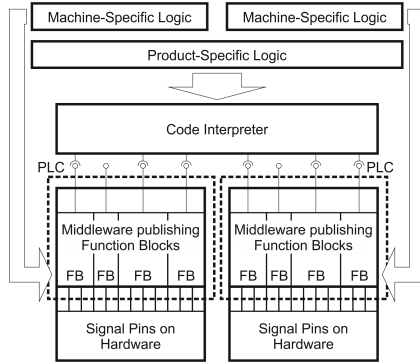 Machine-Specific Logic
Machine-Specific Logic
Product-Specific Logic
Code Interpreter
PLC
PLC
Middleware publishing
Function Blocks
FB FB FB FB
Middleware publishing
Function Blocks
FB FB FB FB
Signal Pins on
Hardware
Signal Pins on
Hardware